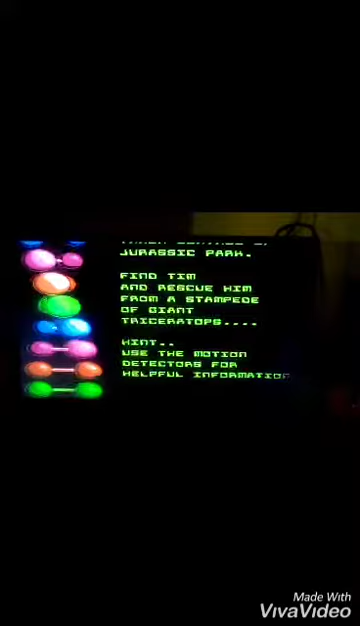 JURASSIC PARK.
FIND TIM
AND RESCUE HIM
FROM A STAMPEDE
OF GIANT
TRICERATOPS....
HINT..
USE THE MOTION
DETECTORS FOR
HELPFUL INFORMATION
Made With
VivaVideo